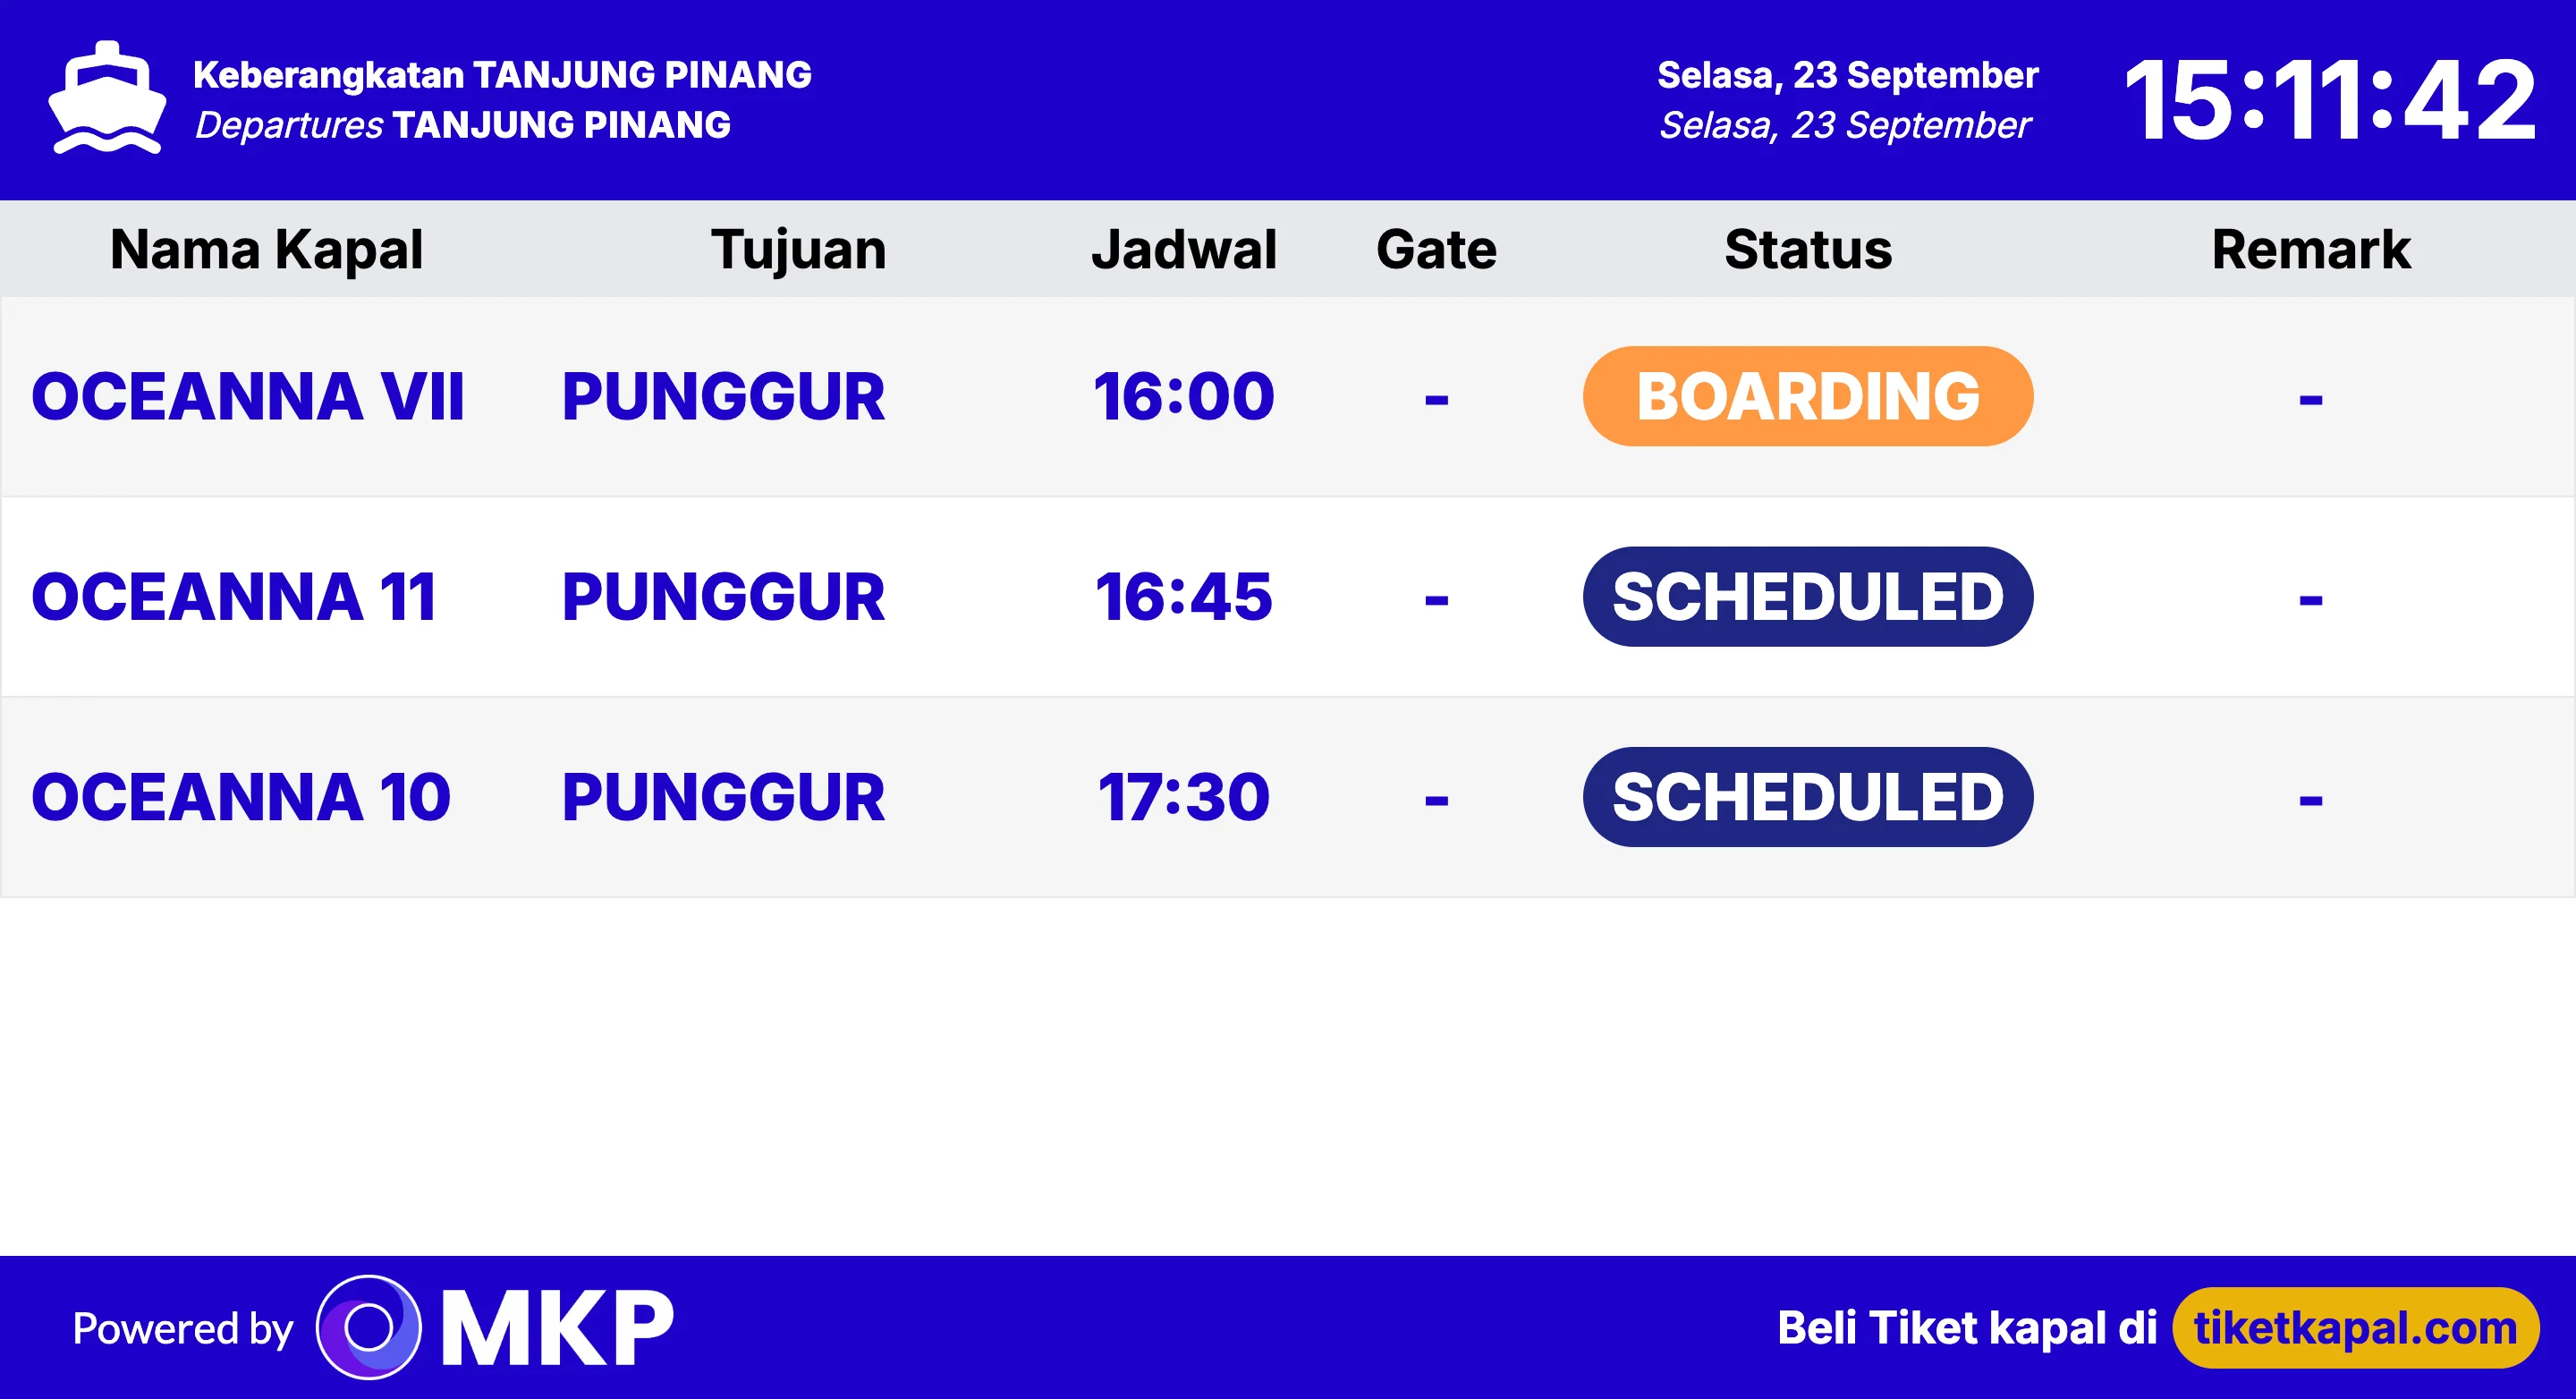 Keberangkatan TANJUNG PINANG
Departures TANJUNG PINANG
Selasa, 23 September
Selasa, 23 September
15:11:42
Nama Kapal Tujuan Jadwal Gate Status Remark
OCEANNA VII PUNGGUR 16:00 - BOARDING -
OCEANNA 11 PUNGGUR 16:45 - SCHEDULED -
OCEANNA 10 PUNGGUR 17:30 - SCHEDULED -
Powered by MKP
Beli Tiket kapal di tiketkapal.com